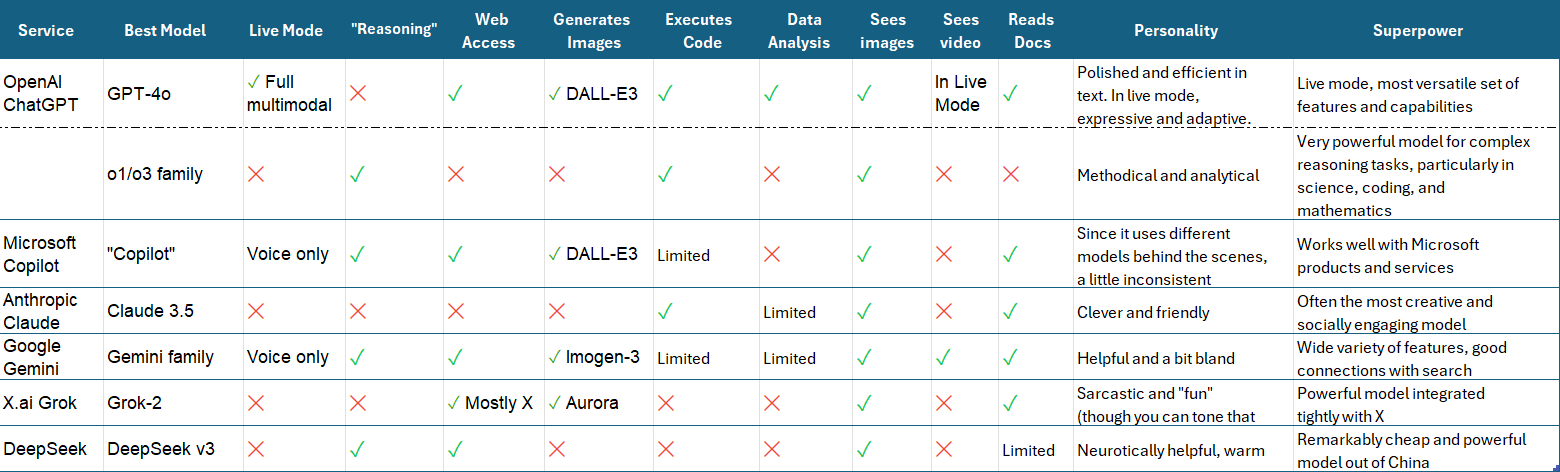 Service Best Model Live Mode "Reasoning" Web Access Generates Images Executes Code Data Analysis Sees images Sees video Reads Docs Personality Superpower
OpenAI ChatGPT GPT-4o ✓ Full multimodal ✕ ✓ ✓ DALL-E3 ✓ ✓ ✓ In Live Mode ✓ Polished and efficient in text. In live mode, expressive and adaptive. Live mode, most versatile set of features and capabilities
o1/o3 family ✕ ✓ ✕ ✕ ✓ ✕ ✓ ✕ ✕ Methodical and analytical Very powerful model for complex reasoning tasks, particularly in science, coding, and mathematics
Microsoft Copilot "Copilot" Voice only ✓ ✓ ✓ DALL-E3 Limited ✕ ✓ ✕ ✓ Since it uses different models behind the scenes, a little inconsistent Works well with Microsoft products and services
Anthropic Claude Claude 3.5 ✕ ✕ ✕ ✕ ✓ Limited ✓ ✕ ✓ Clever and friendly Often the most creative and socially engaging model
Google Gemini Gemini family Voice only ✓ ✓ ✓ Imogen-3 Limited Limited ✓ ✓ ✓ Helpful and a bit bland Wide variety of features, good connections with search
X.ai Grok Grok-2 ✕ ✕ ✓ Mostly X ✓ Aurora ✕ ✕ ✓ ✕ ✓ Sarcastic and "fun" (though you can tone that Powerful model integrated tightly with X
DeepSeek DeepSeek v3 ✕ ✓ ✓ ✕ ✕ ✕ ✓ ✕ Limited Neurotically helpful, warm Remarkably cheap and powerful model out of China